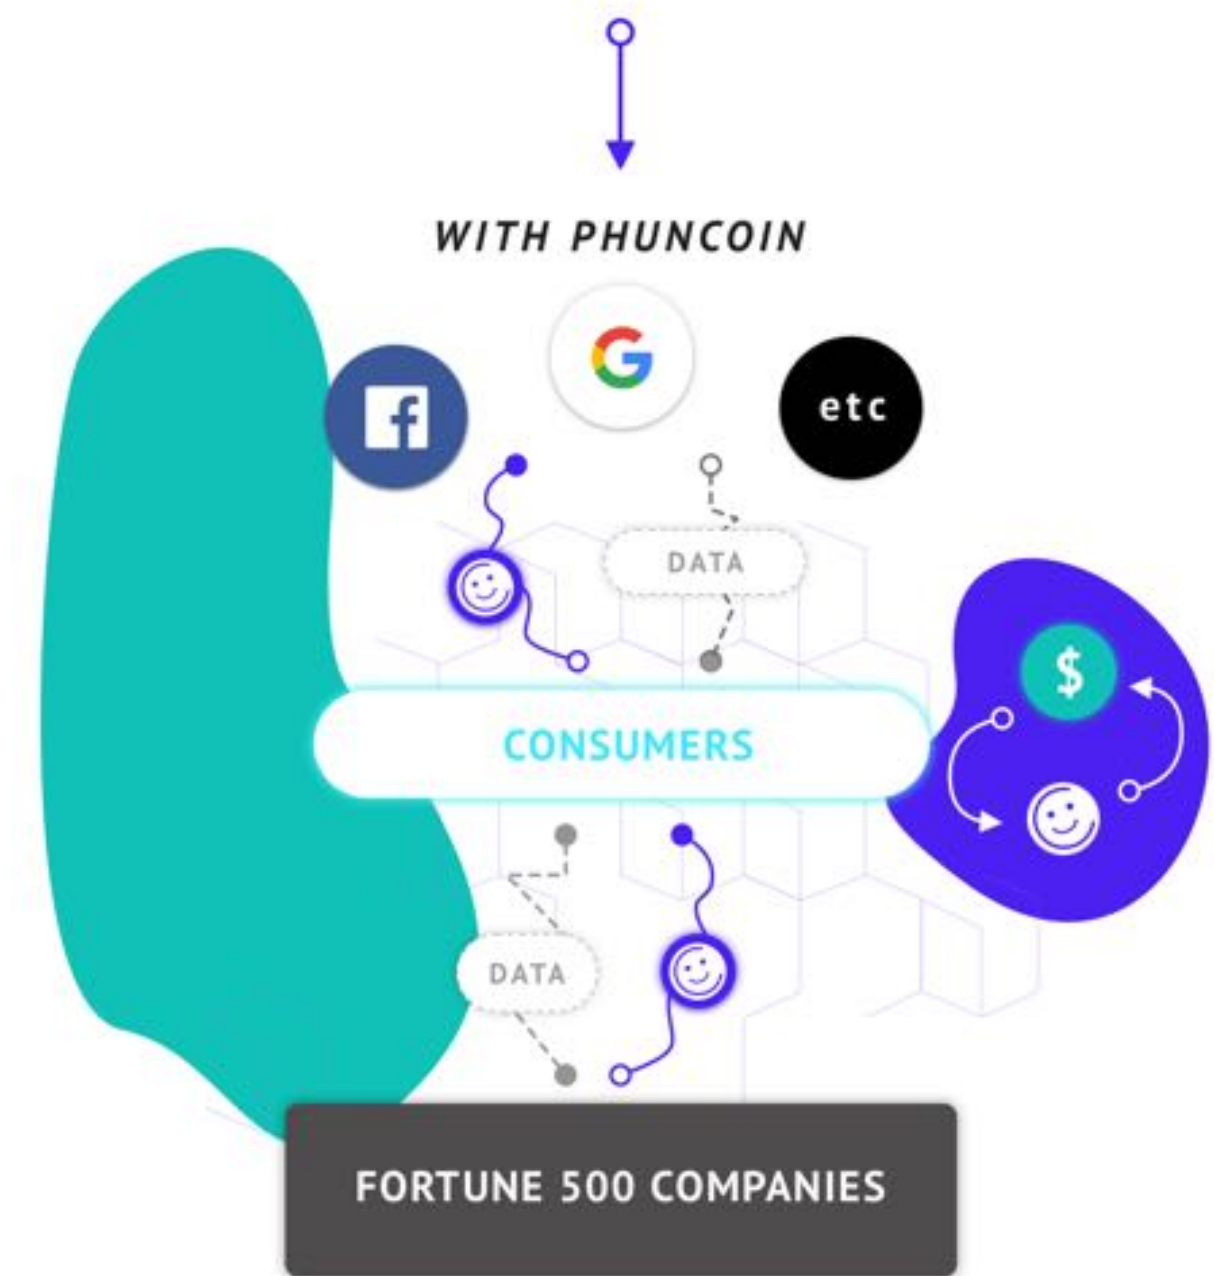 WITH PHUNCOIN
f
G
etc
DATA
CONSUMERS
$
DATA
FORTUNE 500 COMPANIES